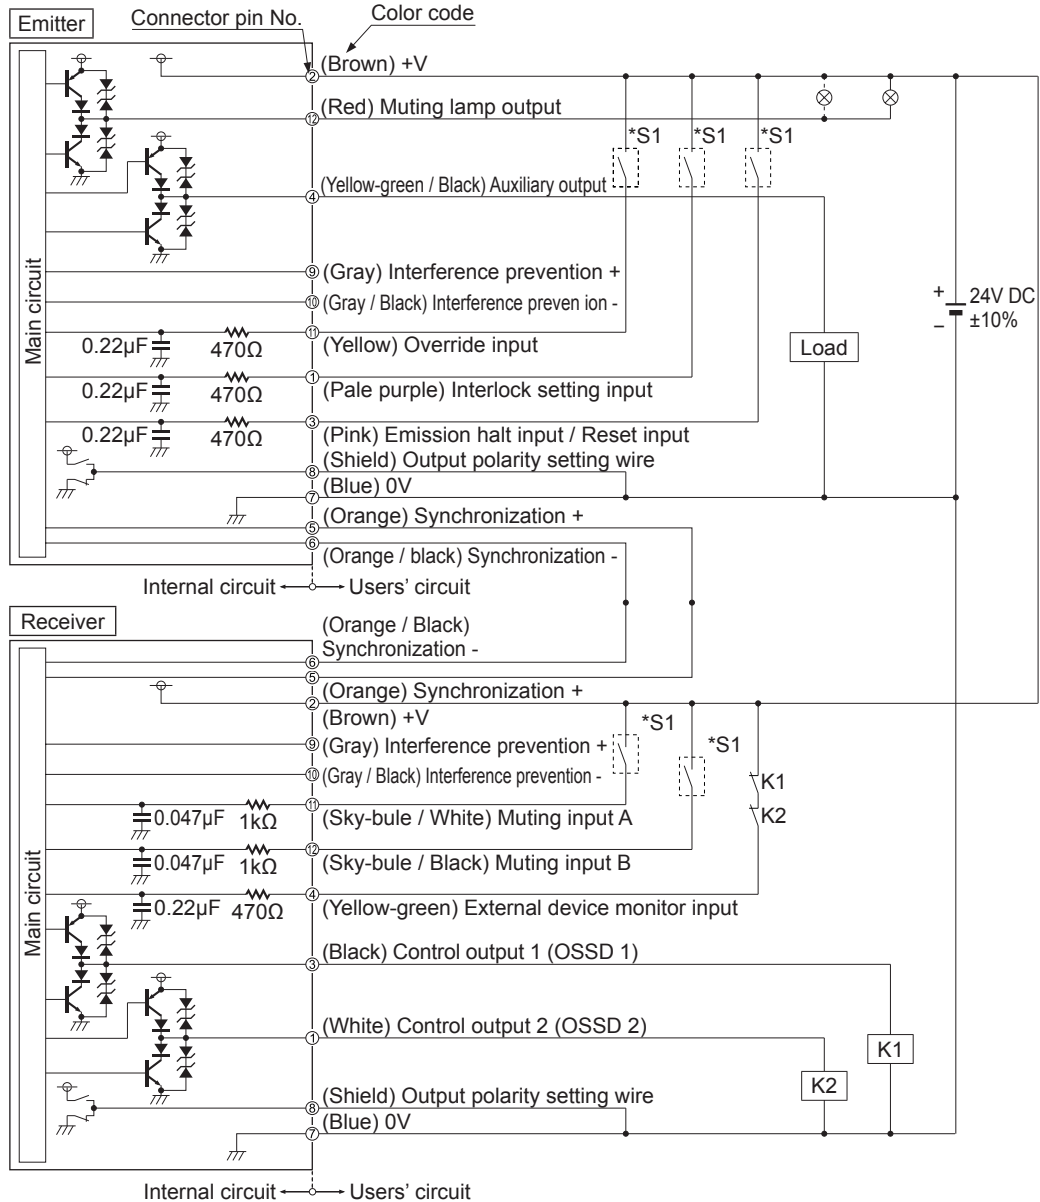 Emitter
Connector pin No.
Color code
Main circuit
② (Brown) +V
⑫ (Red) Muting lamp output
*S1 *S1 *S1
④ (Yellow-green / Black) Auxiliary output
⑨ (Gray) Interference prevention +
⑩ (Gray / Black) Interference preven ion -
+ 24V DC
− ±10%
⑪
0.22μF 470Ω (Yellow) Override input
Load
①
0.22μF 470Ω (Pale purple) Interlock setting input
③
0.22μF 470Ω (Pink) Emission halt input / Reset input
(Shield) Output polarity setting wire
⑧
(Blue) 0V
⑦
(Orange) Synchronization +
⑤
⑥
(Orange / black) Synchronization -
Internal circuit Users' circuit
Receiver
Main circuit
(Orange / Black)
Synchronization -
⑥
⑤
(Orange) Synchronization +
②
(Brown) +V
*S1 *S1
⑨ (Gray) Interference prevention +
⑩ (Gray / Black) Interference prevention -
K1
K2
⑪
0.047μF 1kΩ (Sky-bule / White) Muting input A
⑫
0.047μF 1kΩ (Sky-bule / Black) Muting input B
④
0.22μF 470Ω (Yellow-green) External device monitor input
(Black) Control output 1 (OSSD 1)
③
(White) Control output 2 (OSSD 2)
①
K1
K2
(Shield) Output polarity setting wire
⑧
(Blue) 0V
⑦
Internal circuit Users' circuit